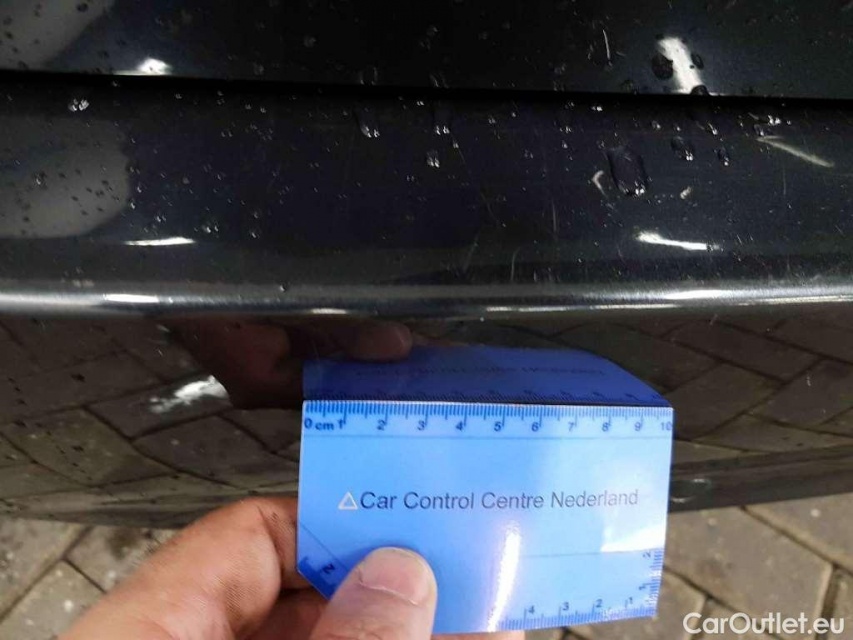 0 cm 1 2 3 4 5 6 7 8 9 10
△Car Control Centre Nederland
2
N
4 3 2 1
CarOutlet.eu